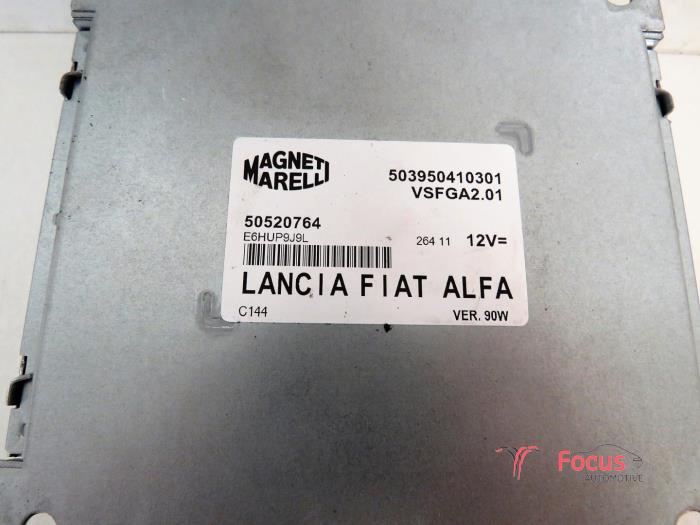 MAGNETI
MARELLI
503950410301
VSFGA2.01
50520764
E6HUP9J9L
264 11 12V=
LANCIA FIAT ALFA
C144 VER. 90W
Focus
AUTOMOTIVE